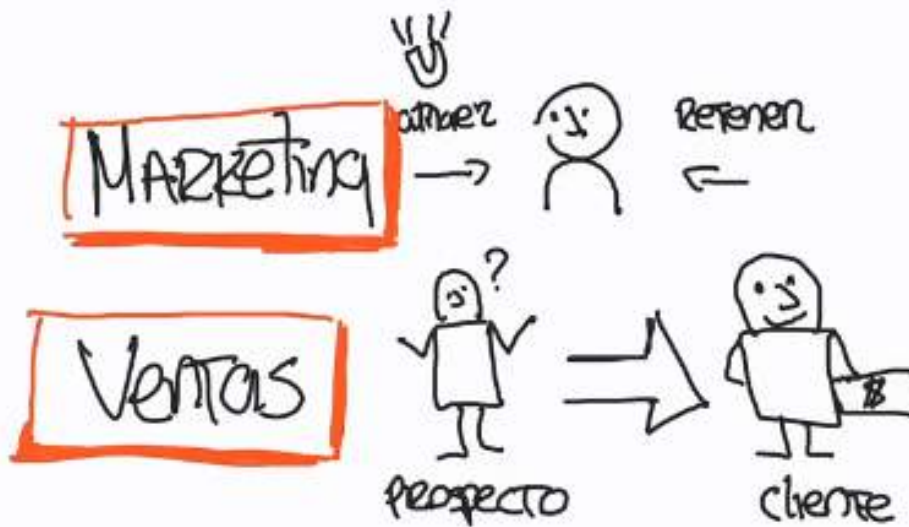 atraer
Retener
Marketing
?
Ventas
$
Prospecto
cliente